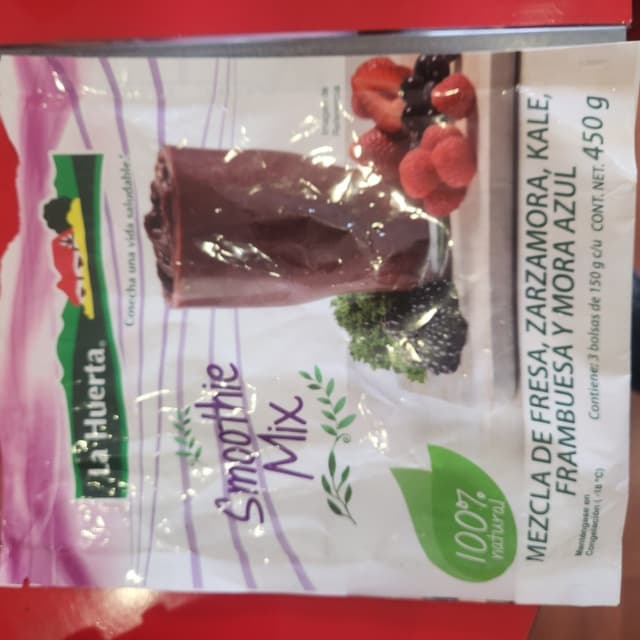 La Huerta®
Cosecha una vida saludable.®
Smoothie
Mix
100%
natural
MEZCLA DE FRESA, ZARZAMORA, KALE,
FRAMBUESA Y MORA AZUL
Manténgase en
Congelación (-18 °C)
Contiene: 3 bolsas de 150 g c/u CONT. NET. 450 g